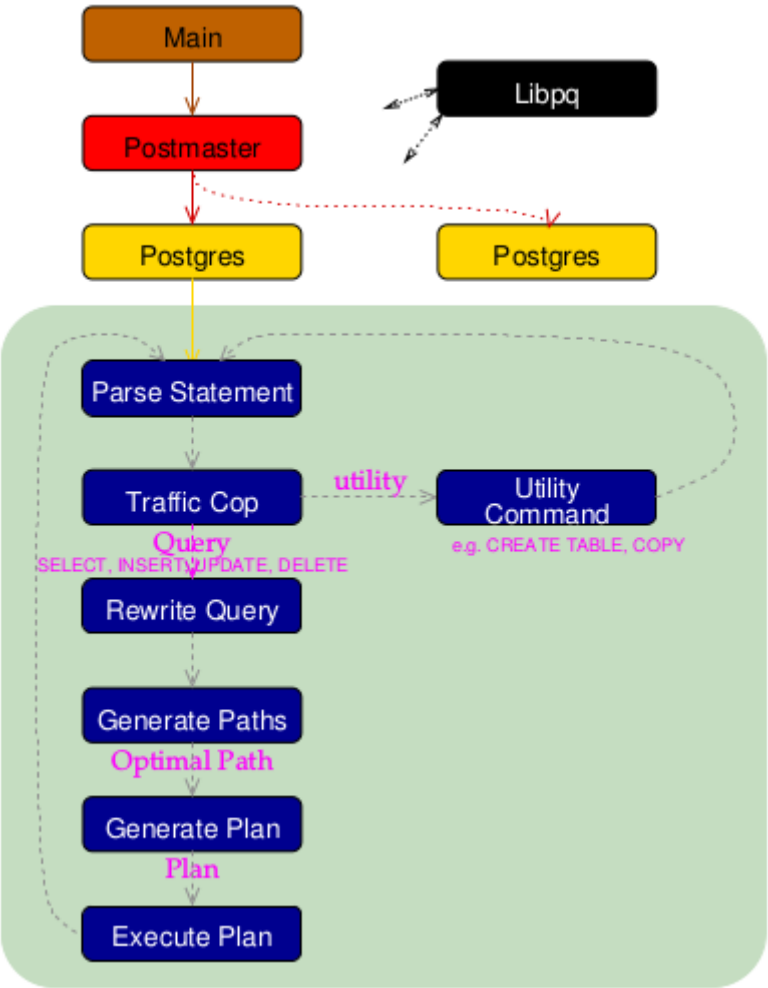 Main
Libpq
Postmaster
Postgres
Postgres
Parse Statement
Traffic Cop
utility
Utility
Command
Query
SELECT, INSERT, UPDATE, DELETE
e.g. CREATE TABLE, COPY
Rewrite Query
Generate Paths
Optimal Path
Generate Plan
Plan
Execute Plan